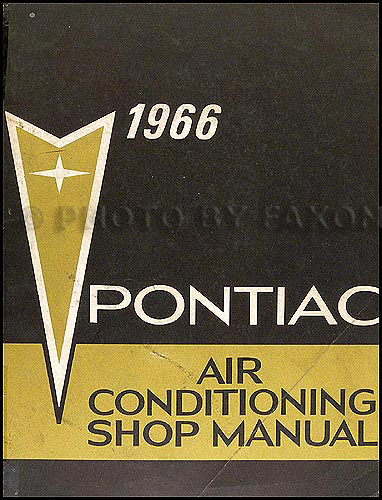 1966
© PHOTO BY FAXON
PONTIAC
AIR
CONDITIONING
SHOP MANUAL